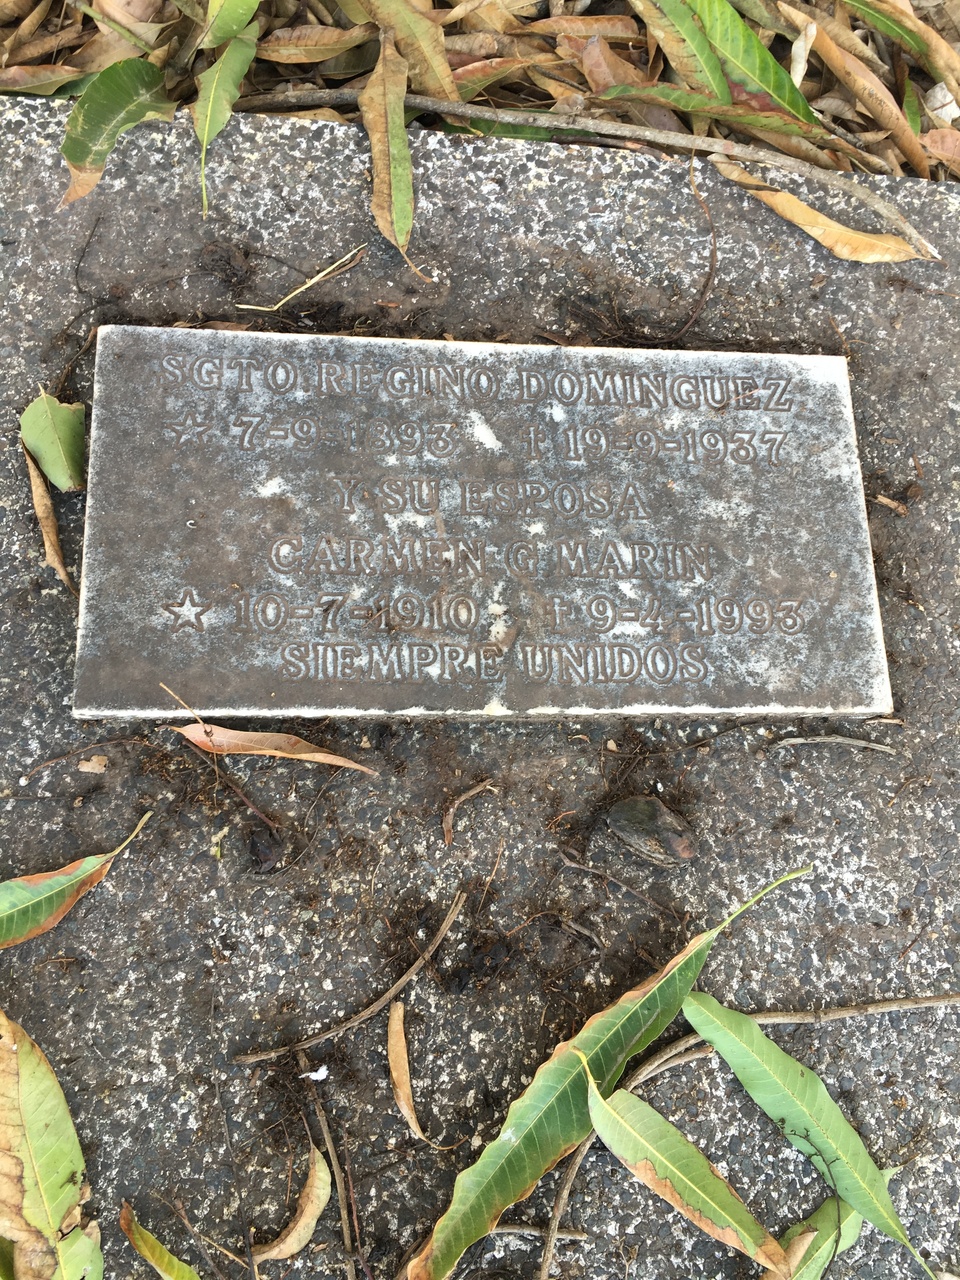 SGTO. REGINO DOMINGUEZ
☆ 7-9-1893 † 19-9-1937
Y SU ESPOSA
CARMEN G MARIN
☆ 10-7-1910 † 9-4-1993
SIEMPRE UNIDOS